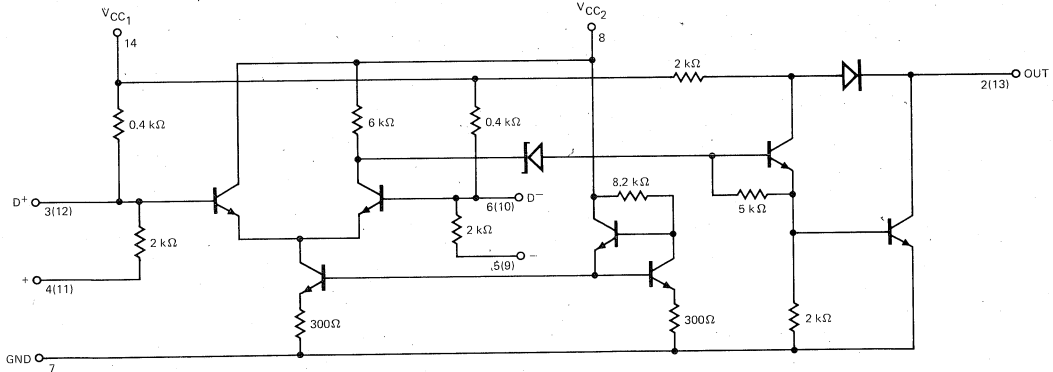 VCC1
14
VCC2
8
2 kΩ
OUT
2(13)
0.4 kΩ
6 kΩ
0.4 kΩ
8.2 kΩ
5 kΩ
D+
3(12)
6(10)
D−
2 kΩ
2 kΩ
5(9)
−
+
4(11)
300Ω
300Ω
2 kΩ
GND
7